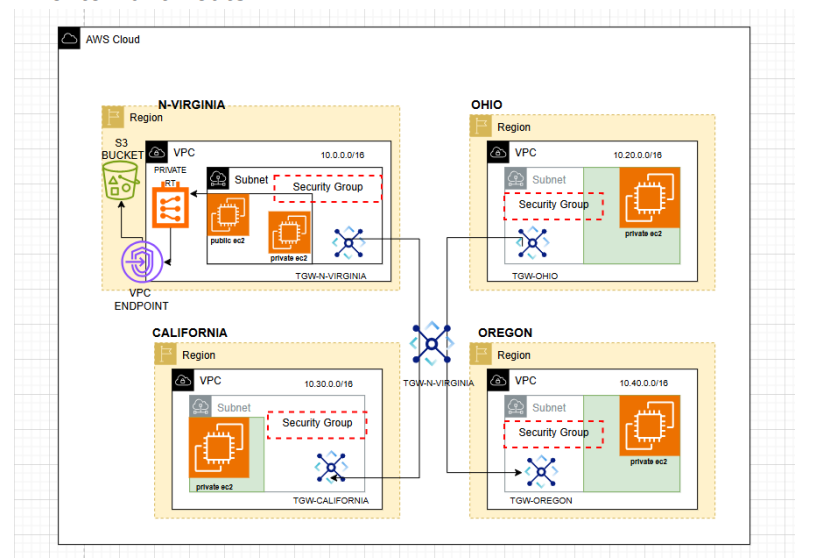 AWS Cloud
N-VIRGINIA
Region
S3
BUCKET
VPC
10.0.0.0/16
PRIVATE
RT
Subnet
Security Group
public ec2
private ec2
TGW-N-VIRGINIA
VPC
ENDPOINT
OHIO
Region
VPC
10.20.0.0/16
Subnet
Security Group
private ec2
TGW-OHIO
TGW-N-VIRGINIA
CALIFORNIA
Region
VPC
10.30.0.0/16
Subnet
Security Group
private ec2
TGW-CALIFORNIA
OREGON
Region
VPC
10.40.0.0/16
Subnet
Security Group
private ec2
TGW-OREGON